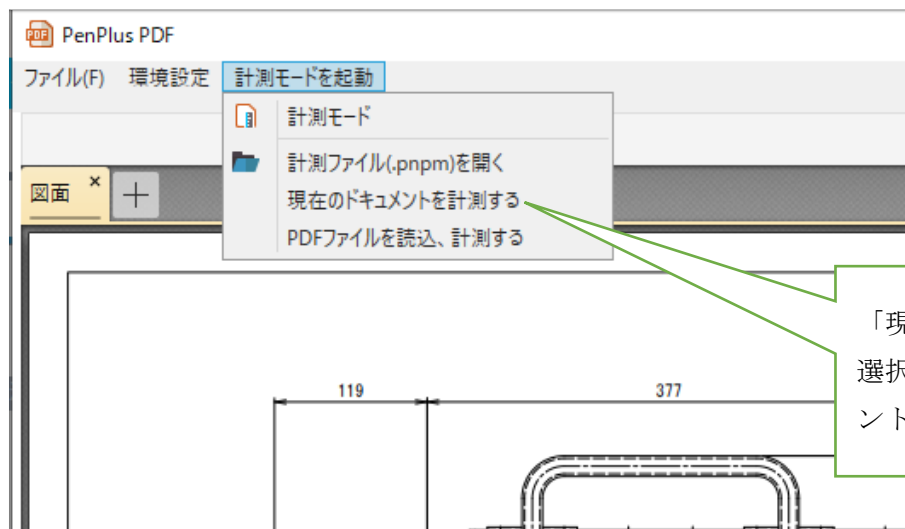 PenPlus PDF
ファイル(F) 環境設定 計測モードを起動
計測モード
計測ファイル(.pnpm)を開く
現在のドキュメントを計測する
PDFファイルを読込、計測する
図面
119
377
「現
選択
ント